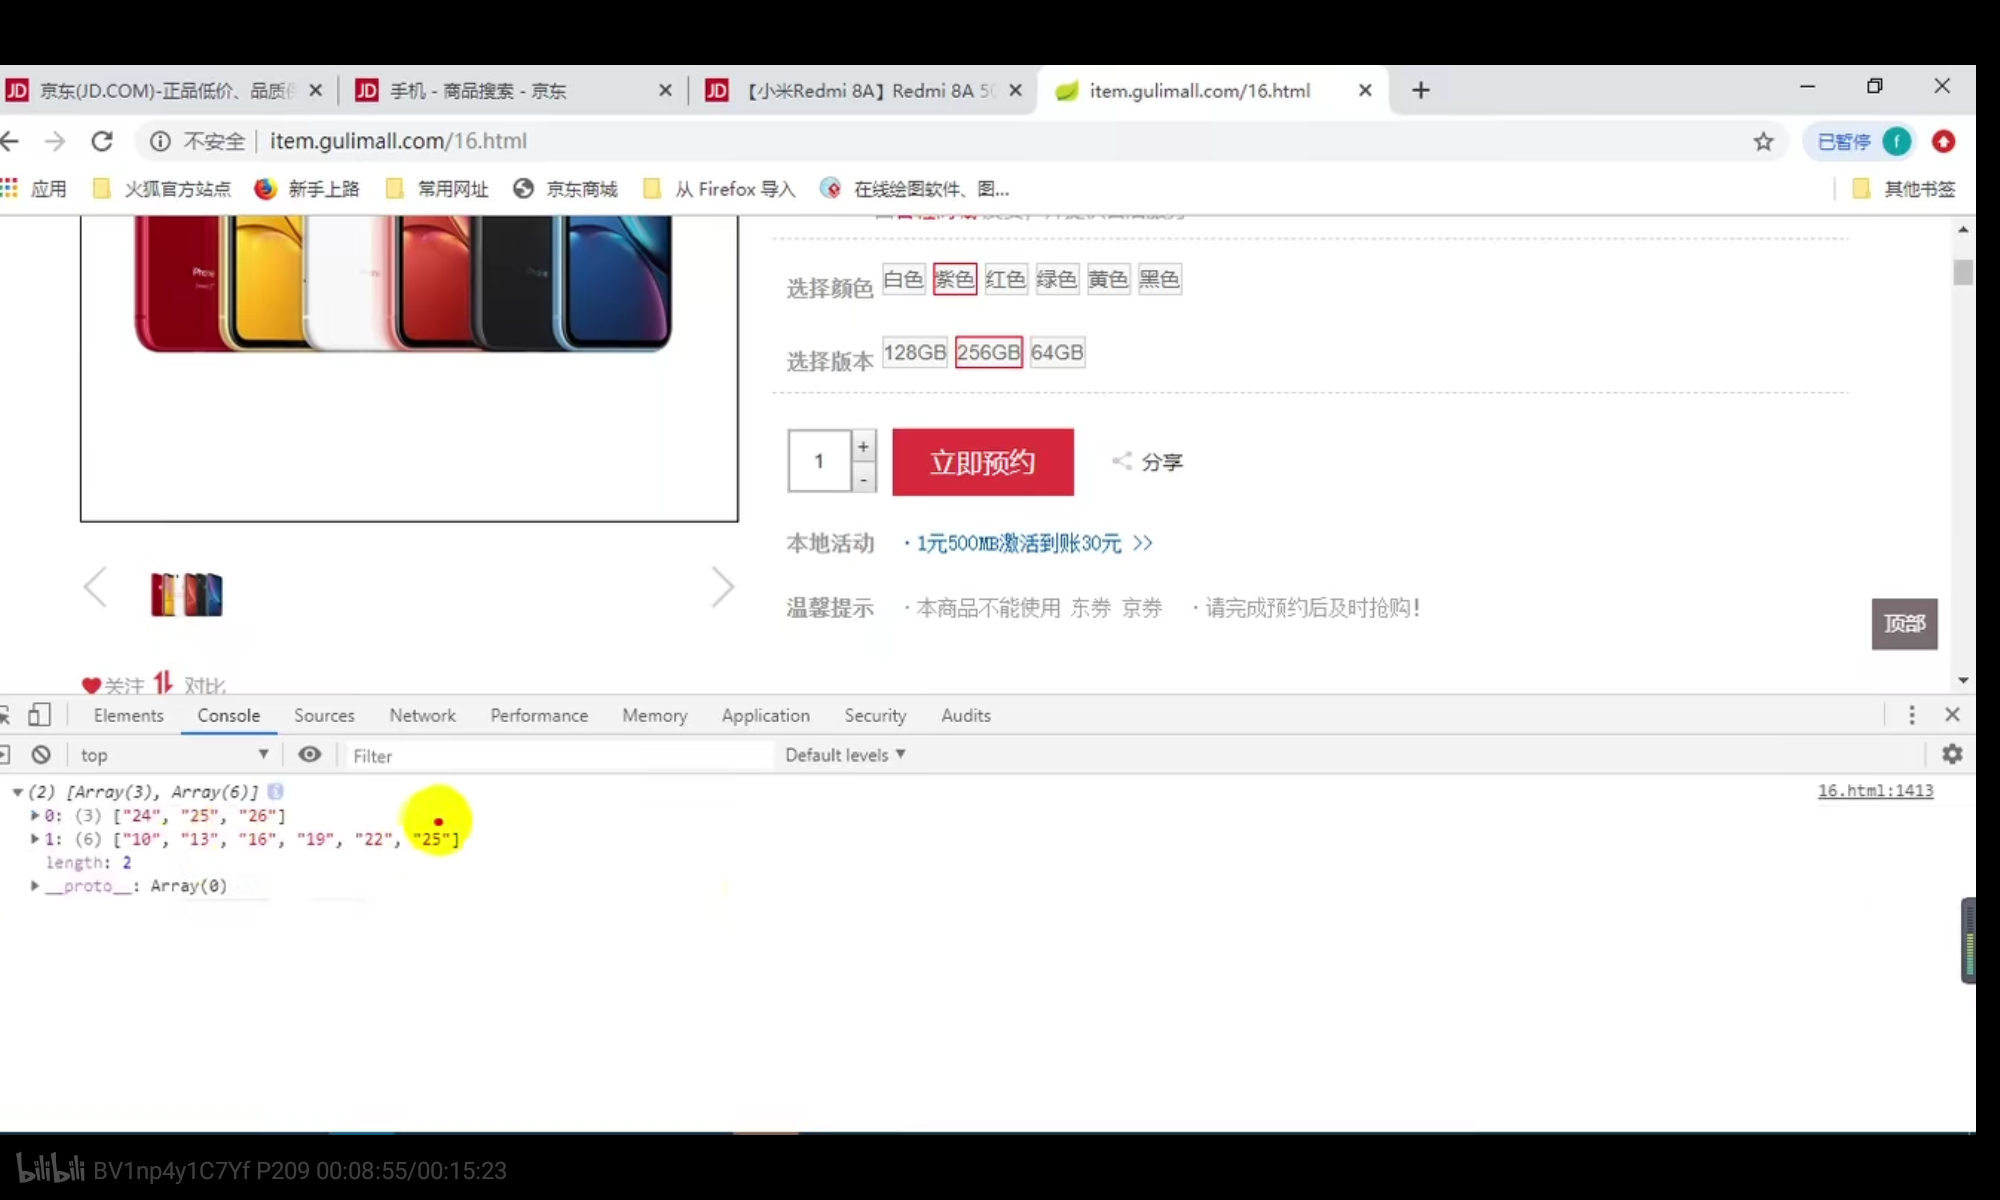 JD 京东(JD.COM)-正品低价、品质 JD 手机 - 商品搜索 - 京东 JD 【小米Redmi 8A】Redmi 8A 5 item.gulimall.com/16.html
不安全 item.gulimall.com/16.html 已暂停 f
应用 火狐官方站点 新手上路 常用网址 京东商城 从 Firefox 导入 在线绘图软件、图... 其他书签
选择颜色 白色 紫色 红色 绿色 黄色 黑色
选择版本 128GB 256GB 64GB
1 + - 立即预约 分享
本地活动 · 1元500MB激活到账30元 >>
温馨提示 · 本商品不能使用 东券 京券 · 请完成预约后及时抢购!
顶部
关注 对比
Elements Console Sources Network Performance Memory Application Security Audits
top Filter Default levels
(2) [Array(3), Array(6)] 16.html:1413
0: (3) ["24", "25", "26"]
1: (6) ["10", "13", "16", "19", "22", "25"]
length: 2
__proto__: Array(0)
bilibili BV1np4y1C7Yf P209 00:08:55/00:15:23